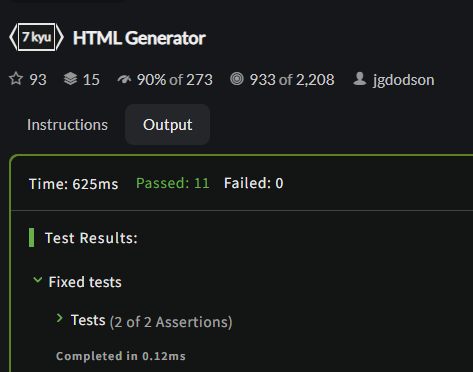 7 kyu HTML Generator
93 15 90% of 273 933 of 2,208 jgdodson
Instructions Output
Time: 625ms Passed: 11 Failed: 0
Test Results:
Fixed tests
Tests (2 of 2 Assertions)
Completed in 0.12ms